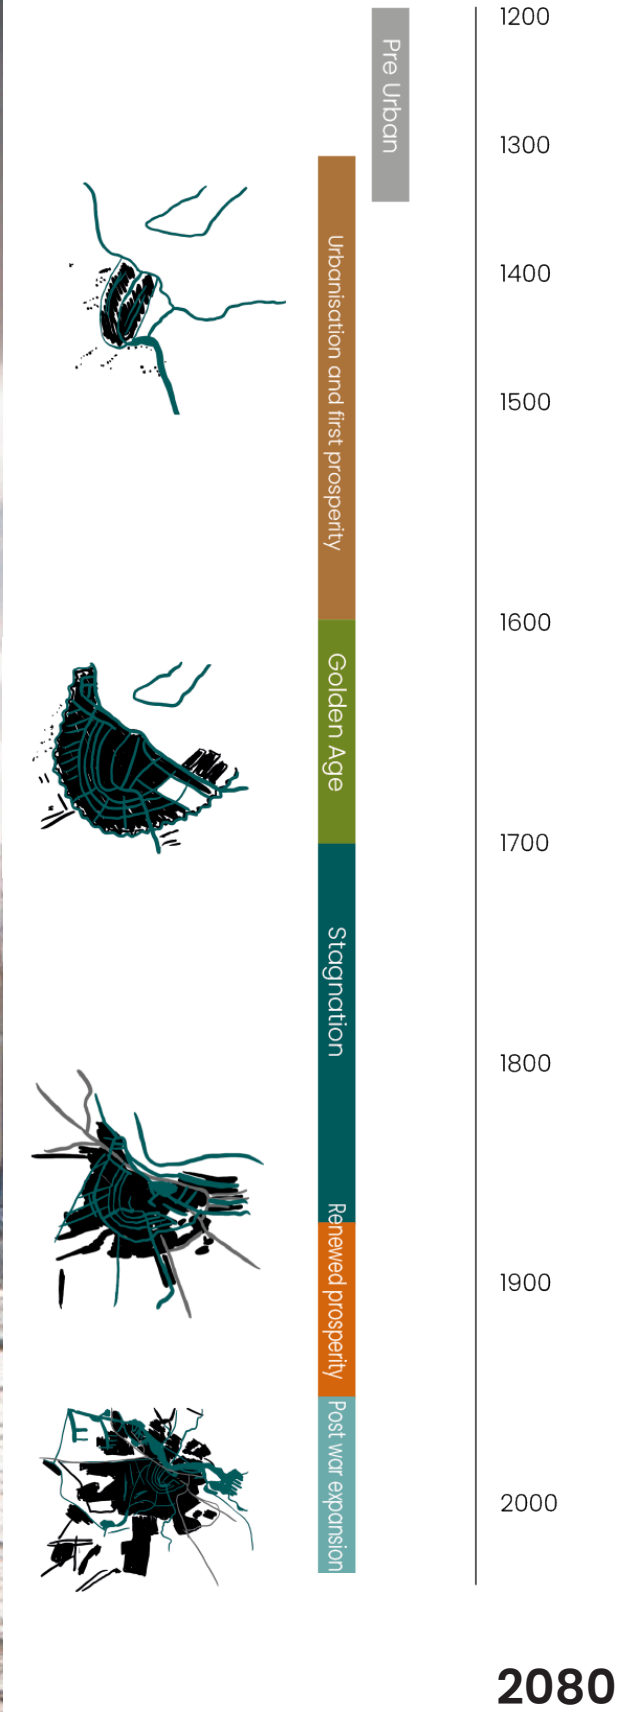 1200
Pre Urban
1300
Urbanisation and first prosperity
1400
1500
1600
Golden Age
1700
Stagnation
1800
Renewed prosperity
1900
Post war expansion
2000
2080